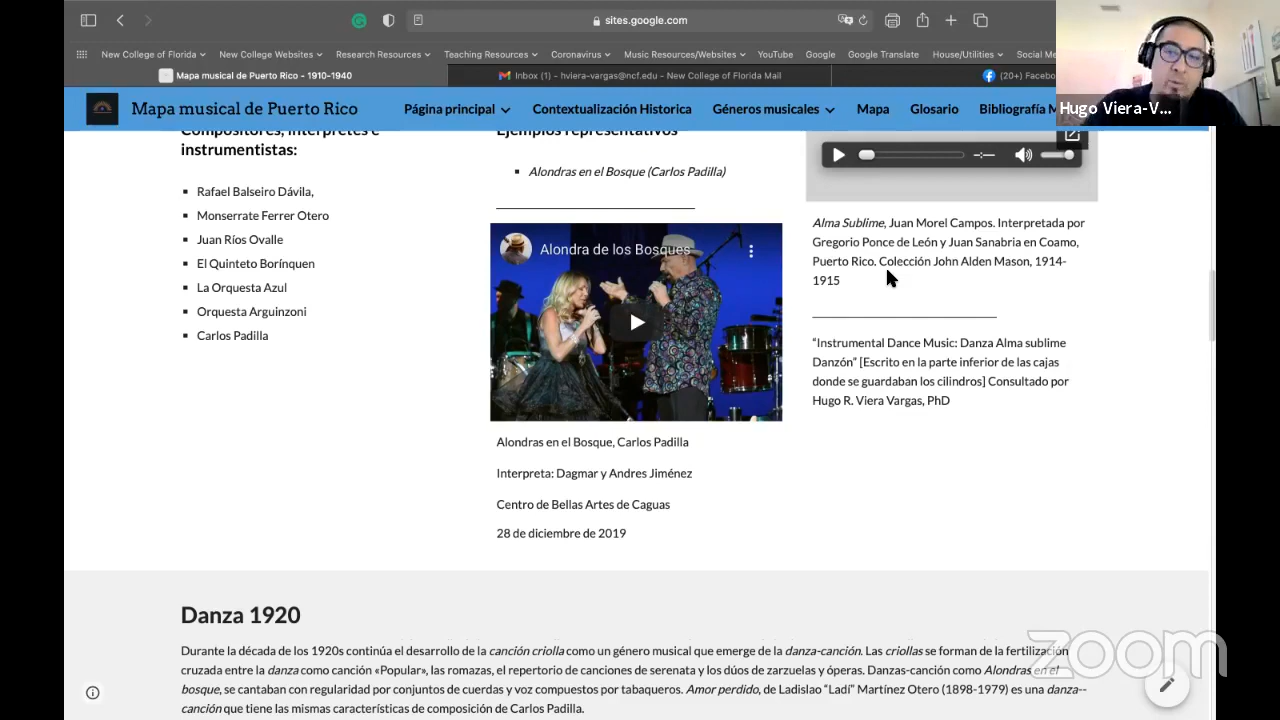 sites.google.com
New College of Florida
New College Websites
Research Resources
Teaching Resources
Coronavirus
Music Resources/Websites
YouTube
Google
Google Translate
House/Utilities
Social Me
Mapa musical de Puerto Rico - 1910-1940
Inbox (1) - hviera-vargas@ncf.edu - New College of Florida Mail
(20+) Facebo
Hugo Viera-V...
Mapa musical de Puerto Rico
Página principal
Contextualización Historica
Géneros musicales
Mapa
Glosario
Bibliografía M
Compositores, intérpretes e
instrumentistas:
Rafael Balseiro Dávila,
Monserrate Ferrer Otero
Juan Ríos Ovalle
El Quinteto Borínquen
La Orquesta Azul
Orquesta Arguinzoni
Carlos Padilla
Ejemplos representativos
Alondras en el Bosque (Carlos Padilla)
Alondra de los Bosques
Alondras en el Bosque, Carlos Padilla
Interpreta: Dagmar y Andres Jiménez
Centro de Bellas Artes de Caguas
28 de diciembre de 2019
Alma Sublime, Juan Morel Campos. Interpretada por
Gregorio Ponce de León y Juan Sanabria en Coamo,
Puerto Rico. Colección John Alden Mason, 1914-
1915
“Instrumental Dance Music: Danza Alma sublime
Danzón” [Escrito en la parte inferior de las cajas
donde se guardaban los cilindros] Consultado por
Hugo R. Viera Vargas, PhD
Danza 1920
Durante la década de los 1920s continúa el desarrollo de la canción criolla como un género musical que emerge de la danza-canción. Las criollas se forman de la fertilización
cruzada entre la danza como canción «Popular», las romazas, el repertorio de canciones de serenata y los dúos de zarzuelas y óperas. Danzas-canción como Alondras en el
bosque, se cantaban con regularidad por conjuntos de cuerdas y voz compuestos por tabaqueros. Amor perdido, de Ladislao “Ladí” Martínez Otero (1898-1979) es una danza--
canción que tiene las mismas características de composición de Carlos Padilla.
zoom